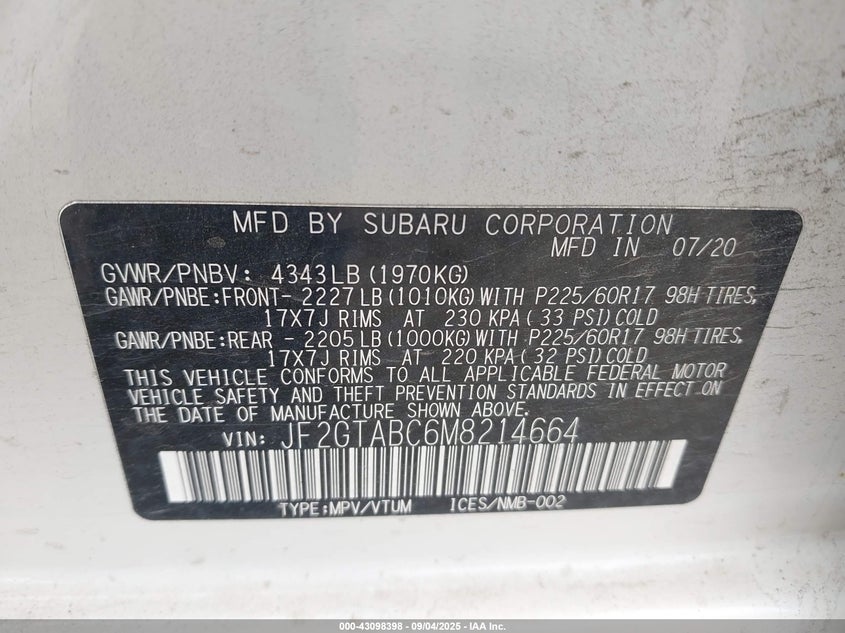 MFD BY SUBARU CORPORATION
MFD IN 07/20
GVWR/PNBV: 4343LB (1970KG)
GAWR/PNBE:FRONT- 2227LB(1010KG)WITH P225/60R17 98H TIRES,
17X7J RIMS AT 230 KPA( 33 PSI)COLD
GAWR/PNBE:REAR - 2205LB(1000KG)WITH P225/60R17 98H TIRES,
17X7J RIMS AT 220 KPA( 32 PSI)COLD
THIS VEHICLE CONFORMS TO ALL APPLICABLE FEDERAL MOTOR
VEHICLE SAFETY AND THEFT PREVENTION STANDARDS IN EFFECT ON
THE DATE OF MANUFACTURE SHOWN ABOVE.
VIN: JF2GTABC6M8214664
TYPE:MPV/VTUM ICES/NMB-002
000-43098398 - 09/04/2025 - IAA Inc.